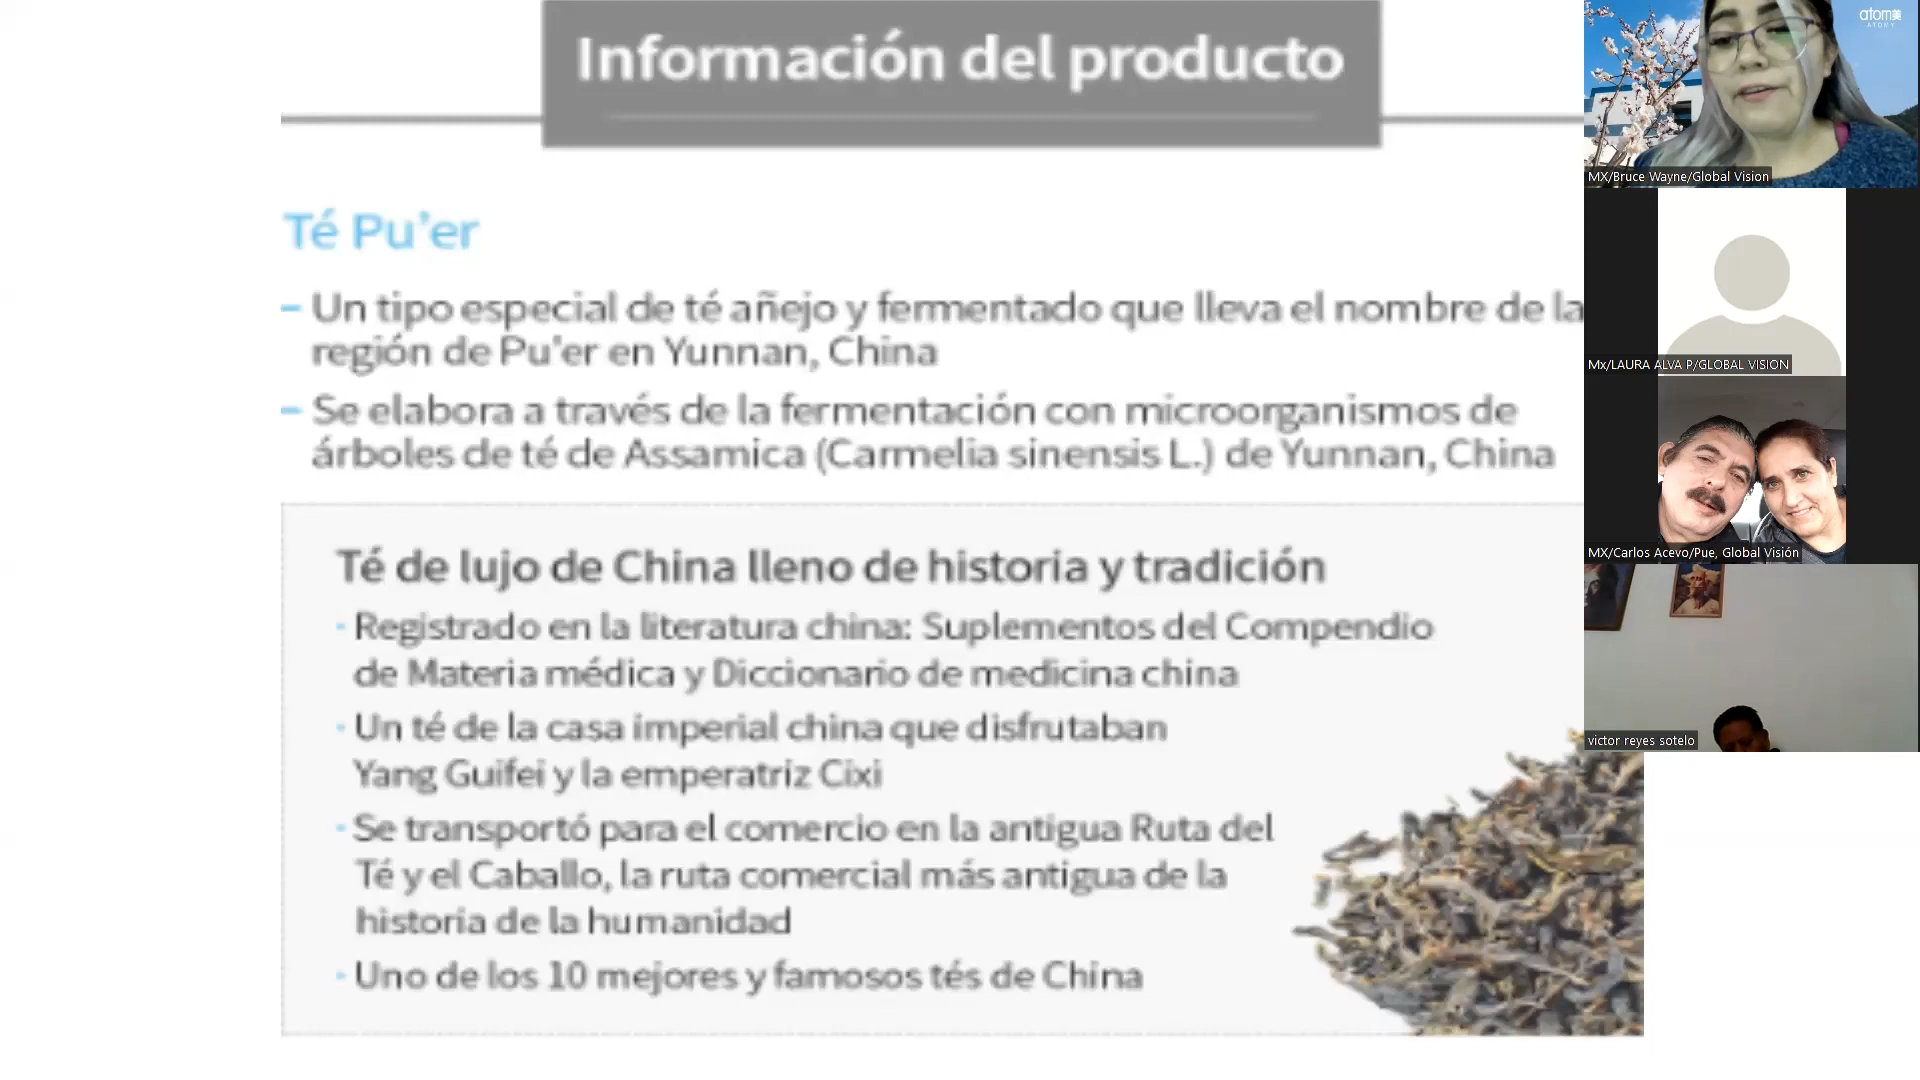 Información del producto
Té Pu'er
– Un tipo especial de té añejo y fermentado que lleva el nombre de la
región de Pu'er en Yunnan, China
– Se elabora a través de la fermentación con microorganismos de
árboles de té de Assamica (Carmelia sinensis L.) de Yunnan, China
Té de lujo de China lleno de historia y tradición
· Registrado en la literatura china: Suplementos del Compendio
de Materia médica y Diccionario de medicina china
· Un té de la casa imperial china que disfrutaban
Yang Guifei y la emperatriz Cixi
· Se transportó para el comercio en la antigua Ruta del
Té y el Caballo, la ruta comercial más antigua de la
historia de la humanidad
· Uno de los 10 mejores y famosos tés de China
atom美
ATOMY
MX/Bruce Wayne/Global Vision
Mx/LAURA ALVA P/GLOBAL VISION
MX/Carlos Acevo/Pue, Global Visión
victor reyes sotelo